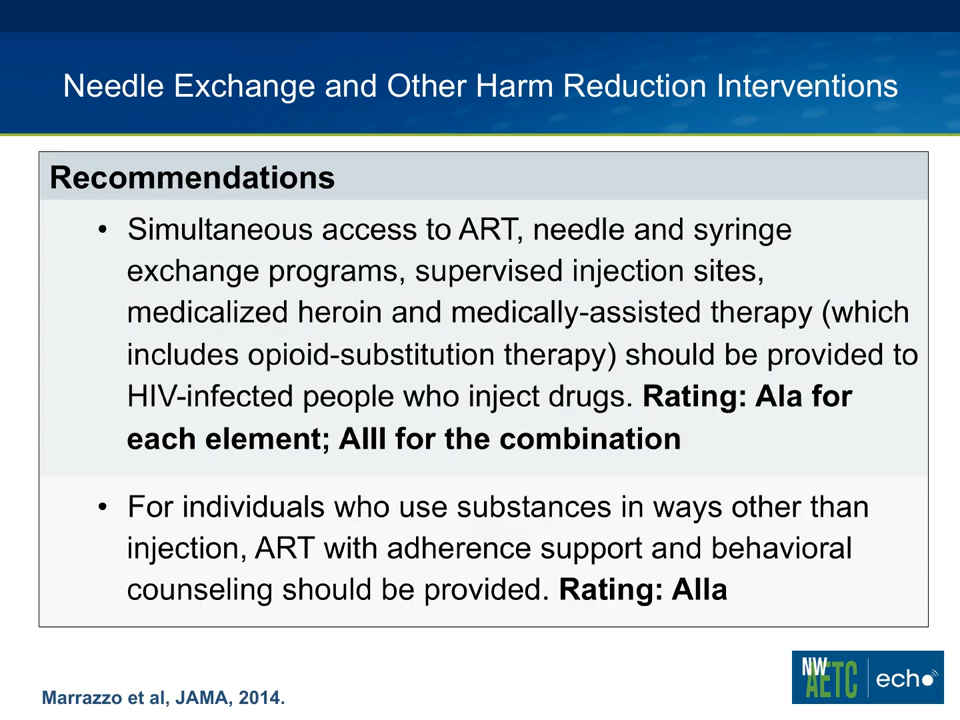 Needle Exchange and Other Harm Reduction Interventions
Recommendations
• Simultaneous access to ART, needle and syringe
exchange programs, supervised injection sites,
medicalized heroin and medically-assisted therapy (which
includes opioid-substitution therapy) should be provided to
HIV-infected people who inject drugs. Rating: AIa for
each element; AIII for the combination
• For individuals who use substances in ways other than
injection, ART with adherence support and behavioral
counseling should be provided. Rating: AIIa
NW
AETC
echo
Marrazzo et al, JAMA, 2014.